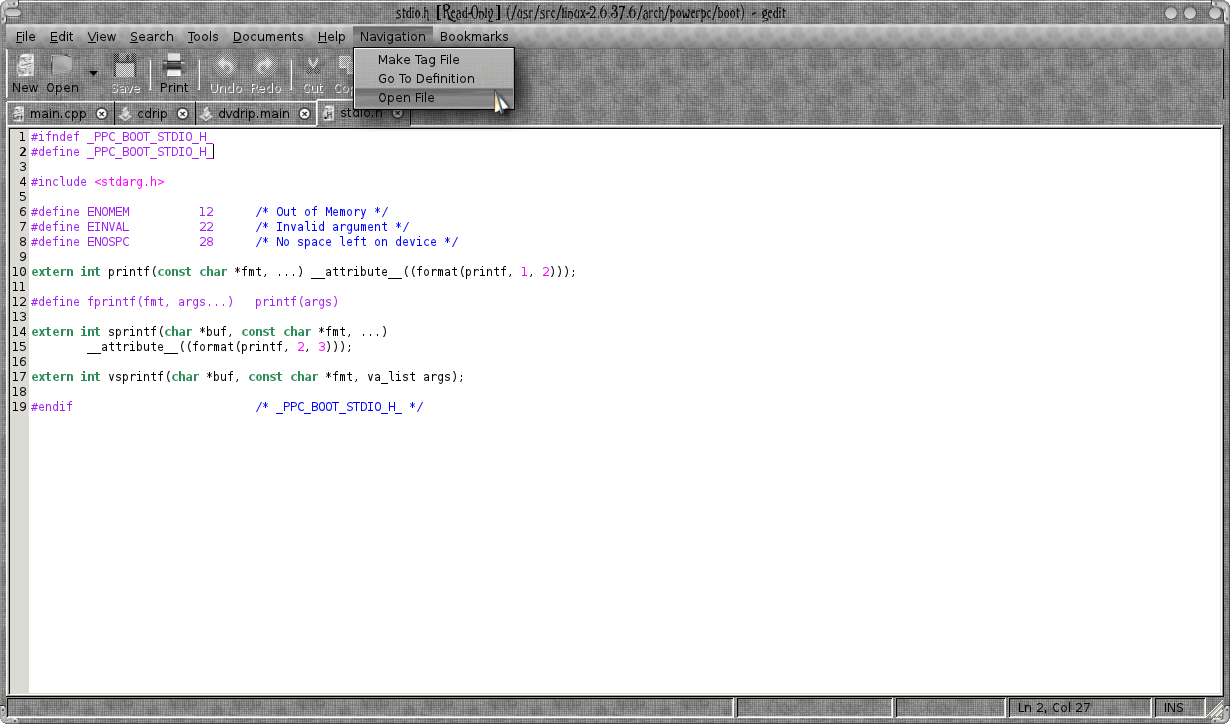 stdio.h [Read-Only] (/usr/src/linux-2.6.37.6/arch/powerpc/boot) - gedit
File Edit View Search Tools Documents Help Navigation Bookmarks
Make Tag File
Go To Definition
Open File
New Open Save Print Undo Redo Cut
main.cpp cdrip dvdrip.main stdio.h
1 #ifndef _PPC_BOOT_STDIO_H_
2 #define _PPC_BOOT_STDIO_H_
3
4 #include <stdarg.h>
5
6 #define ENOMEM 12 /* Out of Memory */
7 #define EINVAL 22 /* Invalid argument */
8 #define ENOSPC 28 /* No space left on device */
9
10 extern int printf(const char *fmt, ...) __attribute__((format(printf, 1, 2)));
11
12 #define fprintf(fmt, args...) printf(args)
13
14 extern int sprintf(char *buf, const char *fmt, ...)
15 __attribute__((format(printf, 2, 3)));
16
17 extern int vsprintf(char *buf, const char *fmt, va_list args);
18
19 #endif /* _PPC_BOOT_STDIO_H_ */
Ln 2, Col 27 INS